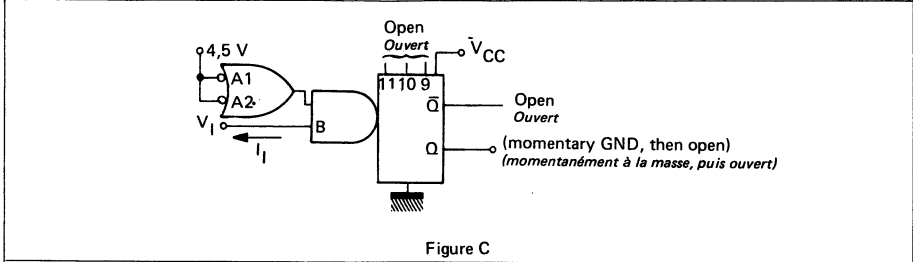 Open
Ouvert
4,5 V
V̄CC
A1
A2
11 10 9
Q̄
Open
Ouvert
VI
B
II
Q
(momentary GND, then open)
(momentanément à la masse, puis ouvert)
Figure C